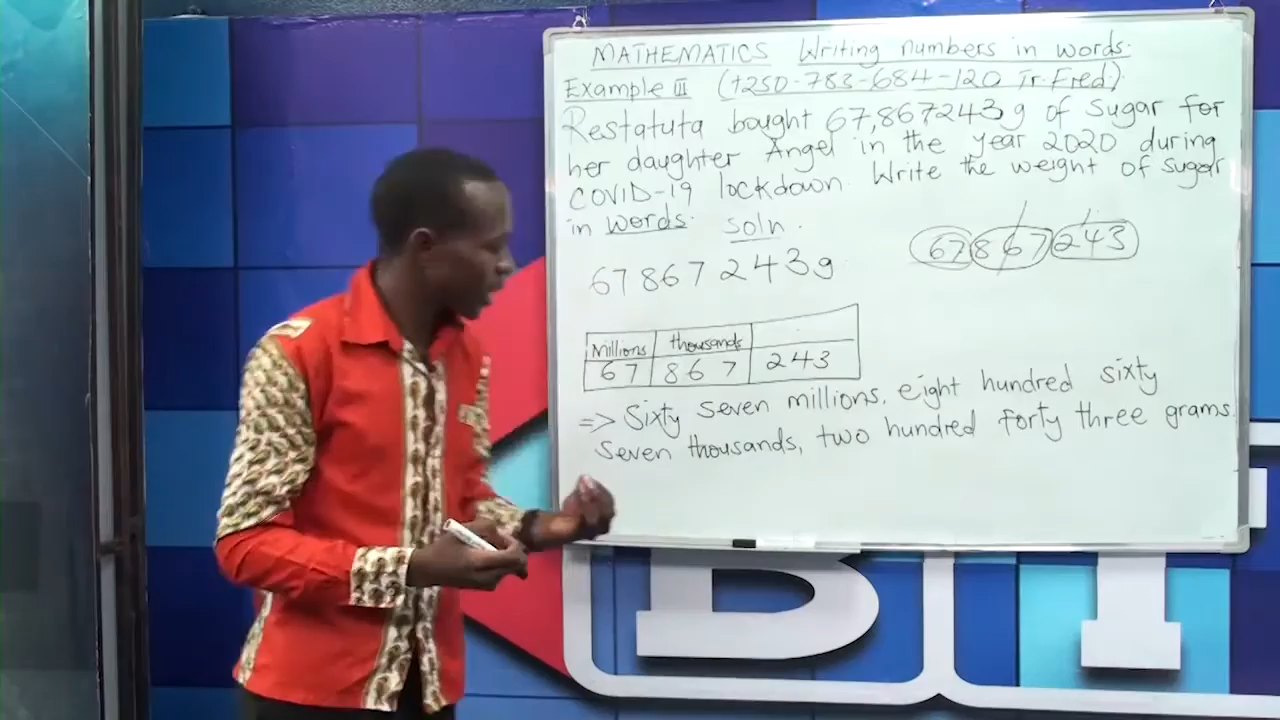 MATHEMATICS Writing numbers in words.
Example III (+250-783-684-120 Tr. Fred)
Restatuta bought 67,867243g of Sugar for
her daughter Angel in the year 2020 during
COVID-19 lockdown. Write the weight of sugar
in words. soln.
67 867 243
67 867 243g
Millions thousands
67 867 243
=> Sixty seven millions, eight hundred sixty
seven thousands, two hundred forty three grams.